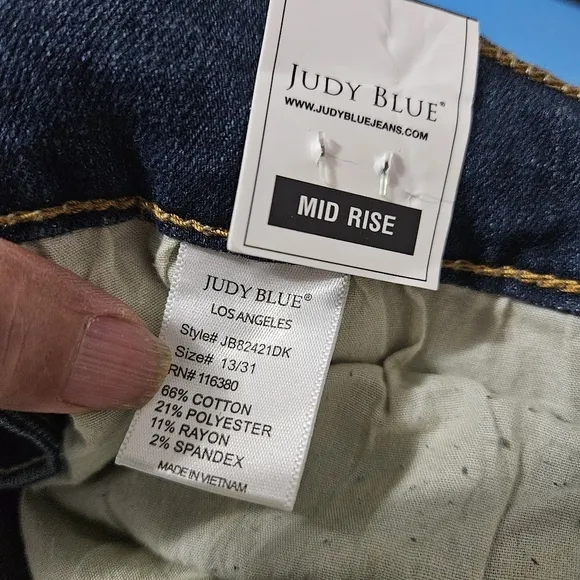 JUDY BLUE®
WWW.JUDYBLUEJEANS.COM
MID RISE
JUDY BLUE®
LOS ANGELES
Style# JB82421DK
Size# 13/31
RN# 116380
66% COTTON
21% POLYESTER
11% RAYON
2% SPANDEX
MADE IN VIETNAM